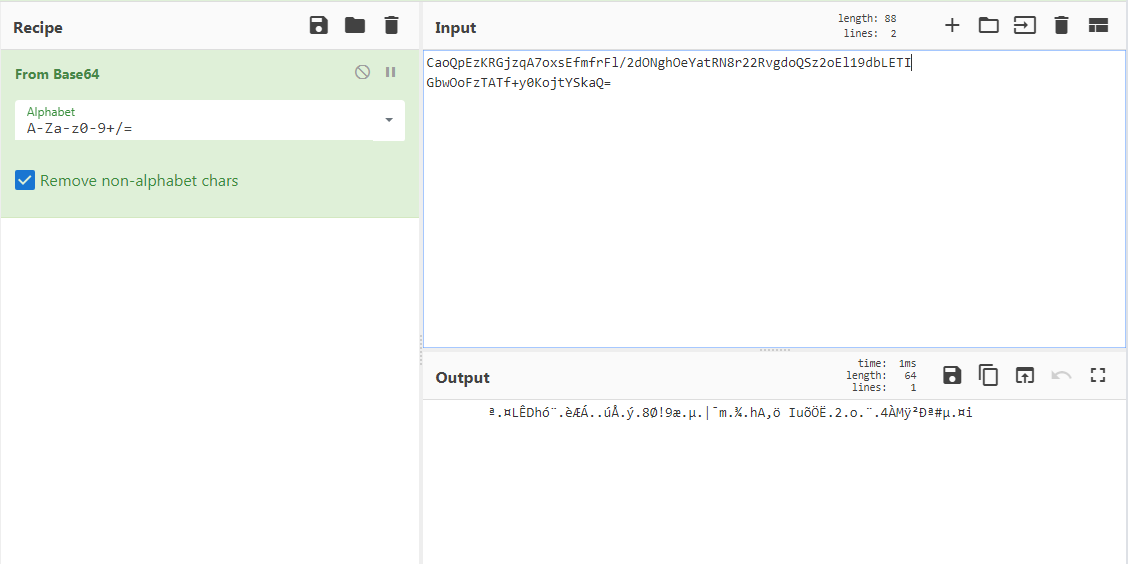 Recipe
From Base64
Alphabet
A-Za-z0-9+/=
Remove non-alphabet chars
Input
length: 88
lines: 2
CaoQpEzKRGjzqA7oxsEfmfrFl/2dONghOeYatRN8r22RvgdoQSz2oEl19dbLETI
GbwOoFzTATf+y0KojtYSkaQ=
Output
time: 1ms
length: 64
lines: 1
ª.¤LÊDhó¨.èÆÁ..úÅ.ý.8Ø!9æ.µ.|¯m.¾.hA,ö IuõÖË.2.o.¨.4ÀMÿ²Ðª#µ.¤i